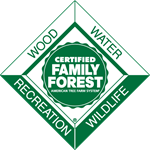 WOOD
WATER
CERTIFIED
FAMILY
FOREST
AMERICAN TREE FARM SYSTEM
RECREATION
WILDLIFE
®